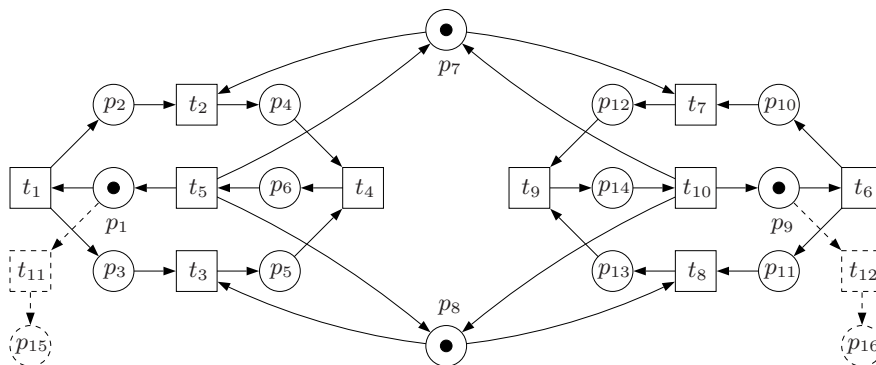 p7
p2 t2 p4 p12 t7 p10
t1 t5 p6 t4 t9 p14 t10 t6
p1 p9
t11 p3 t3 p5 p13 t8 p11 t12
p8
p15 p16